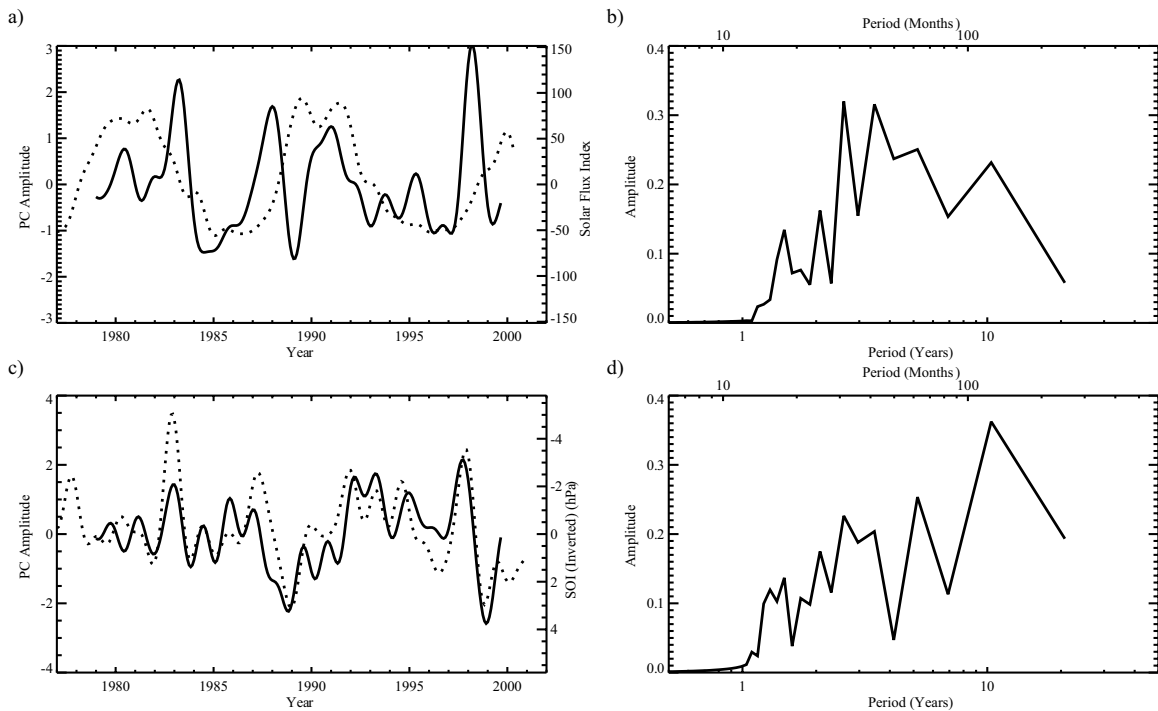 a)
b)
Period (Months)
10 100
3
2
1
0
-1
-2
-3
PC Amplitude
150
100
50
0
-50
-100
-150
Solar Flux Index
0.4
0.3
0.2
0.1
0.0
Amplitude
1980 1985 1990 1995 2000
Year
1 10
Period (Years)
c)
d)
Period (Months)
10 100
4
2
0
-2
-4
PC Amplitude
-4
-2
0
2
4
SOI (Inverted) (hPa)
0.4
0.3
0.2
0.1
0.0
Amplitude
1980 1985 1990 1995 2000
Year
1 10
Period (Years)